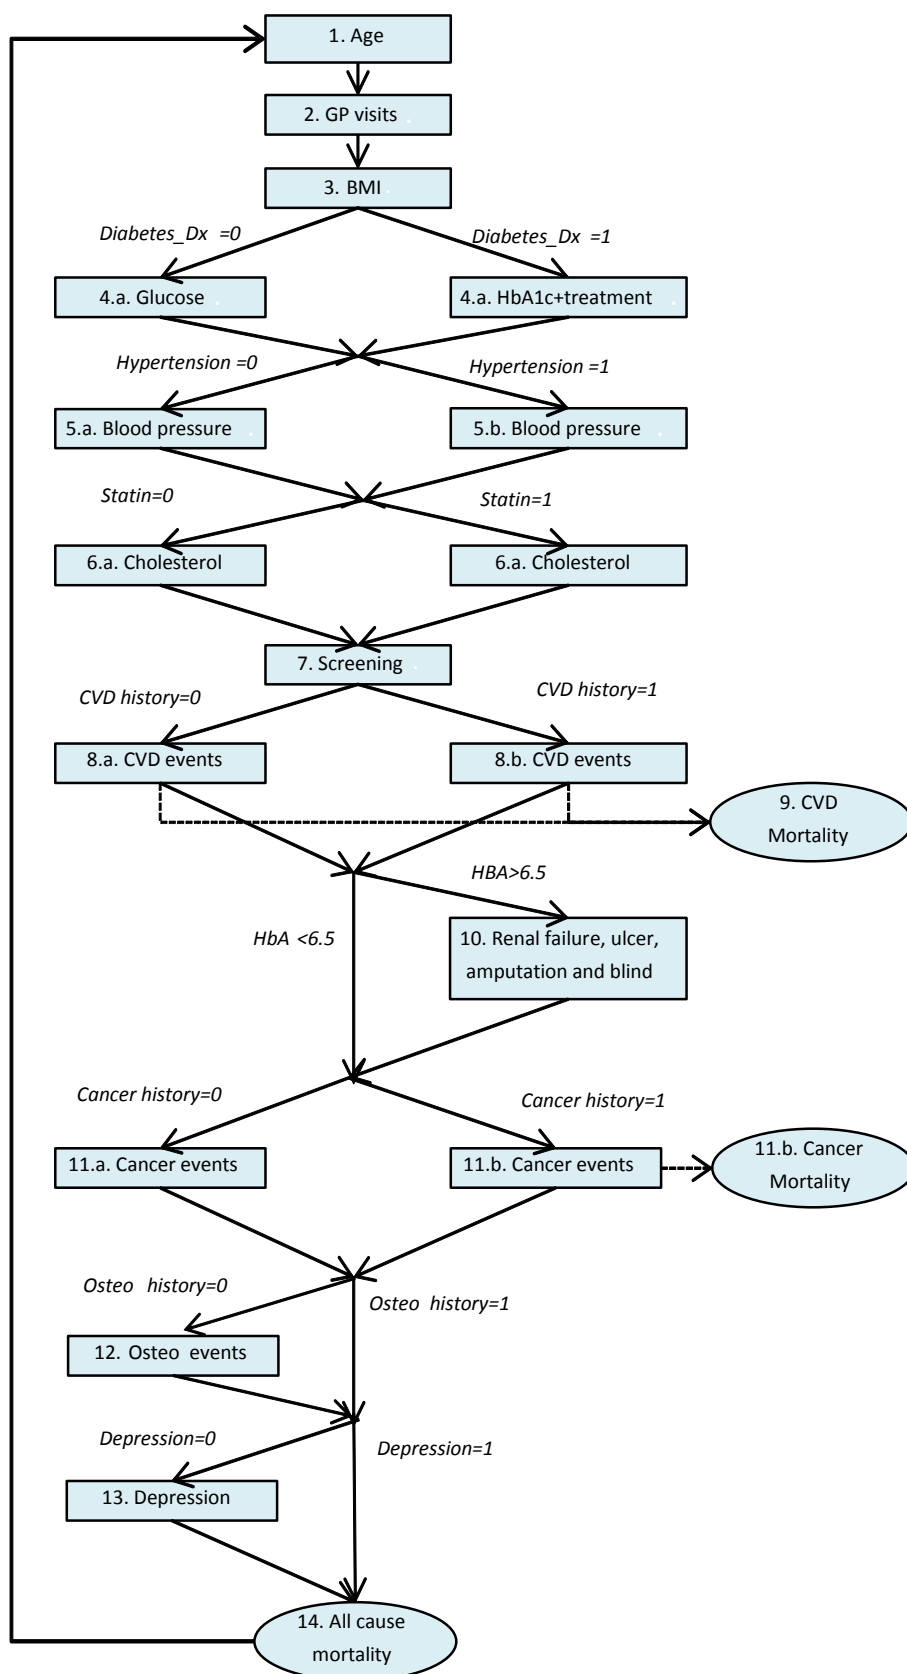 1. Age
2. GP visits
3. BMI
Diabetes_Dx =0
Diabetes_Dx =1
4.a. Glucose
4.a. HbA1c+treatment
Hypertension =0
Hypertension =1
5.a. Blood pressure
5.b. Blood pressure
Statin=0
Statin=1
6.a. Cholesterol
6.a. Cholesterol
7. Screening
CVD history=0
CVD history=1
8.a. CVD events
8.b. CVD events
9. CVD
Mortality
HBA>6.5
HbA <6.5
10. Renal failure, ulcer,
amputation and blind
Cancer history=0
Cancer history=1
11.a. Cancer events
11.b. Cancer events
11.b. Cancer
Mortality
Osteo history=0
Osteo history=1
12. Osteo events
Depression=0
Depression=1
13. Depression
14. All cause
mortality